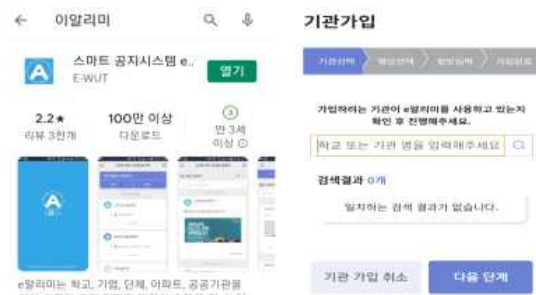 이알리미
스마트 공지시스템 e..
E-WUT
열기
2.2★
리뷰 3천개
100만 이상
다운로드
③
만 3세
이상 ⓘ
e알리미는 학교, 기업, 단체, 아파트, 공공기관을
기관가입
기관선택
가입하려는 기관이 e알리미를 사용하고 있는지
확인 후 진행해주세요.
학교 또는 기관 명을 입력해주세요
검색결과 0개
일치하는 검색 결과가 없습니다.
기관 가입 취소
다음 단계